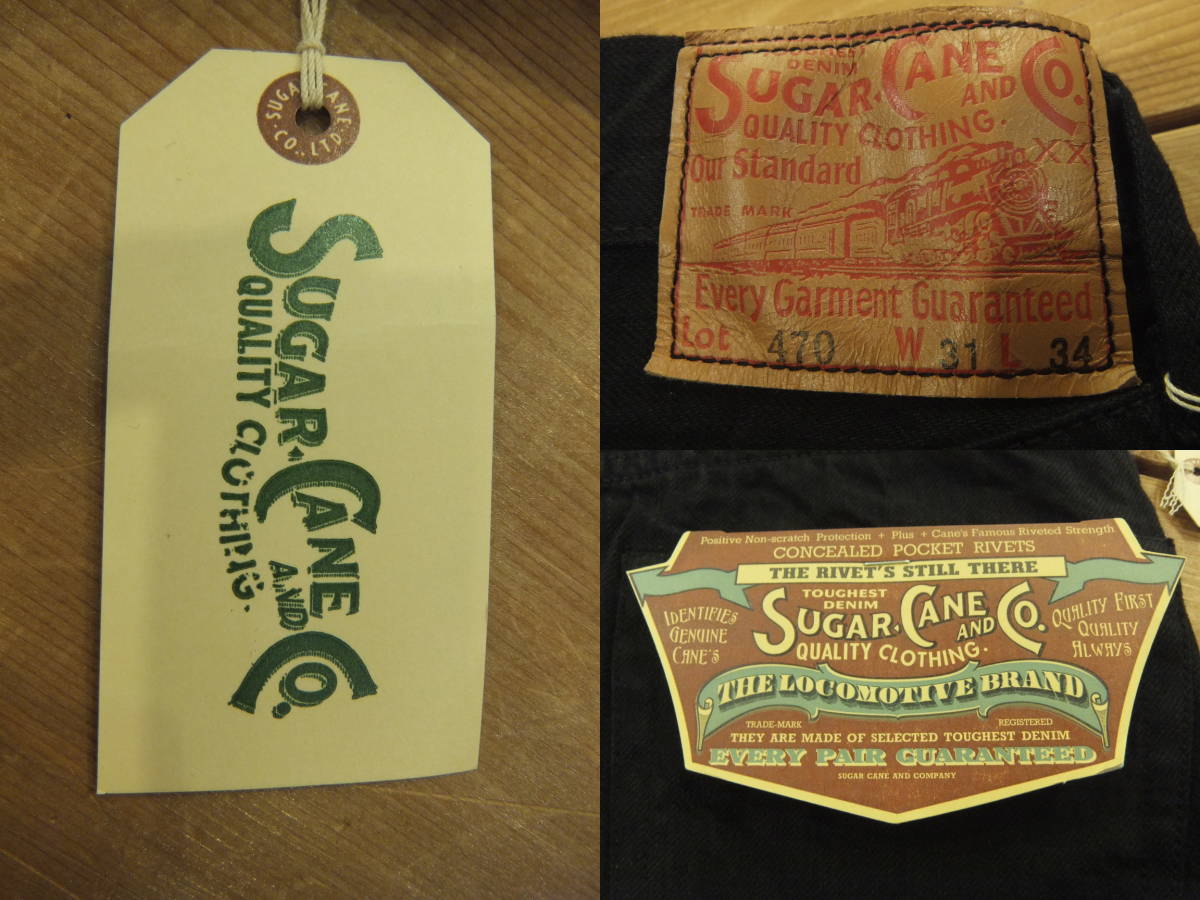 SUGAR CANE
CO., LTD.
SUGAR CANE AND CO.
QUALITY CLOTHING.
TOUGHEST
DENIM
SUGAR CANE AND CO.
QUALITY CLOTHING.
Our Standard
XX
TRADE MARK
Every Garment Guaranteed
Lot 470 W 31 L 34
Positive Non-scratch Protection + Plus + Cane's Famous Riveted Strength
CONCEALED POCKET RIVETS
THE RIVET'S STILL THERE
TOUGHEST
DENIM
SUGAR CANE AND CO.
QUALITY CLOTHING.
IDENTIFIES
GENUINE
CANE'S
QUALITY FIRST
QUALITY
ALWAYS
THE LOCOMOTIVE BRAND
TRADE-MARK REGISTERED
THEY ARE MADE OF SELECTED TOUGHEST DENIM
EVERY PAIR GUARANTEED
SUGAR CANE AND COMPANY